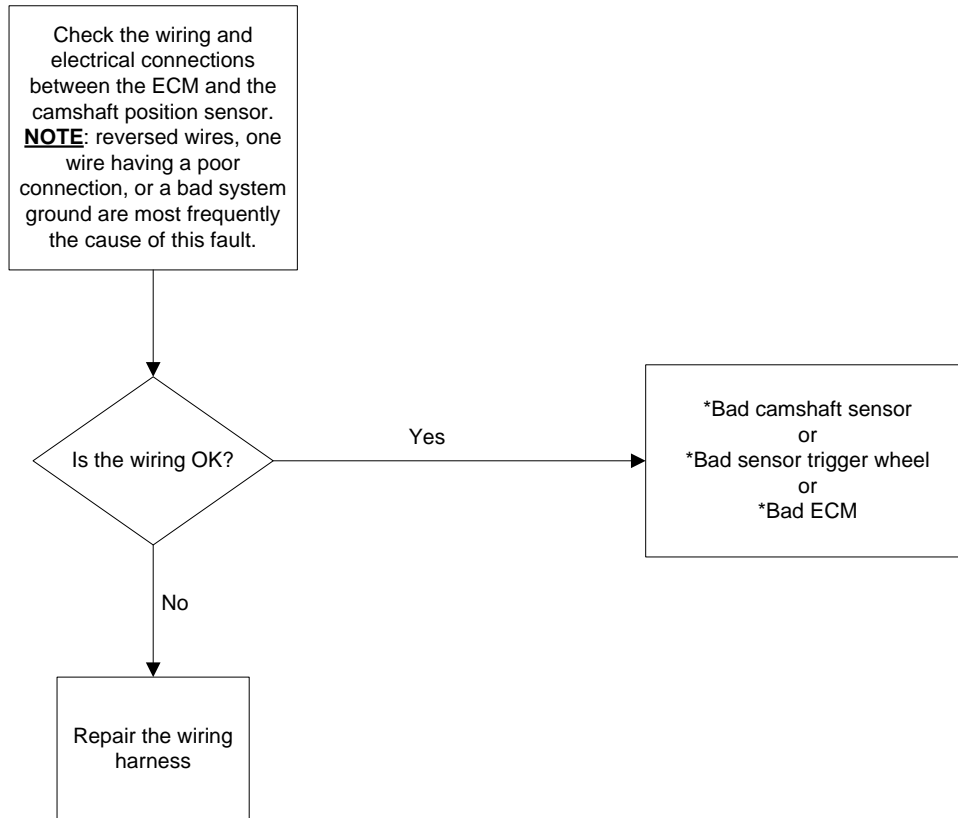 Check the wiring and
electrical connections
between the ECM and the
camshaft position sensor.
NOTE: reversed wires, one
wire having a poor
connection, or a bad system
ground are most frequently
the cause of this fault.
Is the wiring OK?
Yes
*Bad camshaft sensor
or
*Bad sensor trigger wheel
or
*Bad ECM
No
Repair the wiring
harness